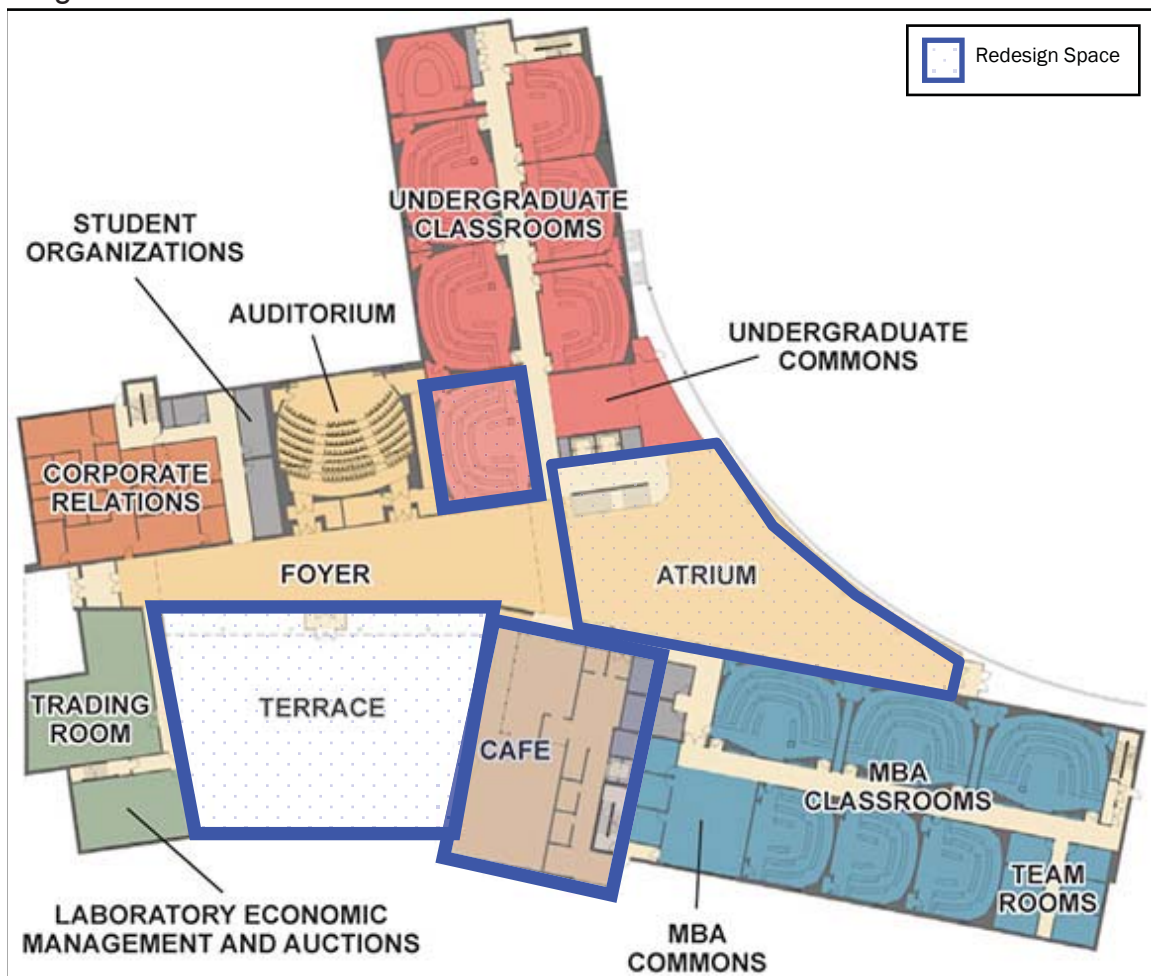 Redesign Space
UNDERGRADUATE
CLASSROOMS
STUDENT
ORGANIZATIONS
AUDITORIUM
UNDERGRADUATE
COMMONS
CORPORATE
RELATIONS
FOYER
ATRIUM
TRADING
ROOM
TERRACE
CAFE
MBA
CLASSROOMS
TEAM
ROOMS
LABORATORY ECONOMIC
MANAGEMENT AND AUCTIONS
MBA
COMMONS